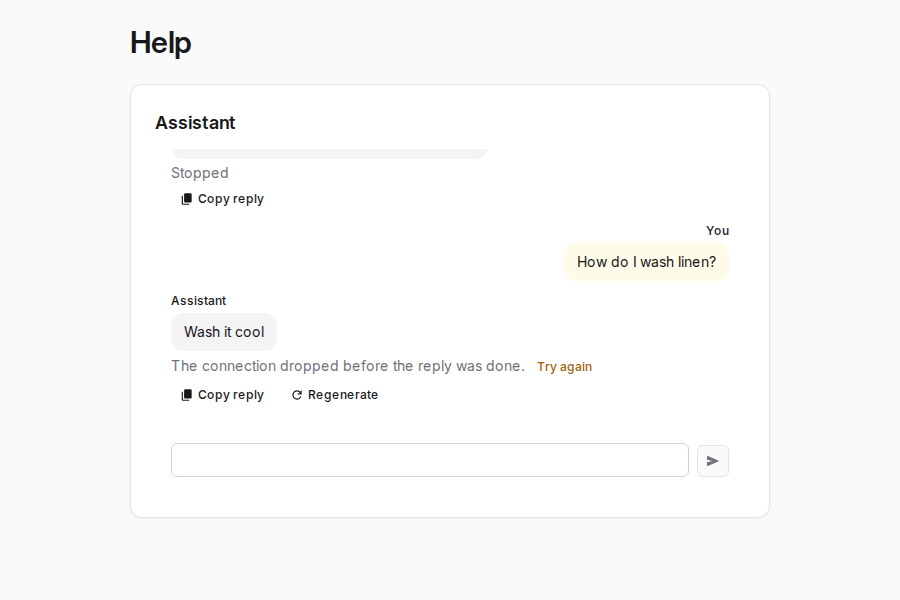 Help
Assistant
Stopped
Copy reply
You
How do I wash linen?
Assistant
Wash it cool
The connection dropped before the reply was done. Try again
Copy reply Regenerate